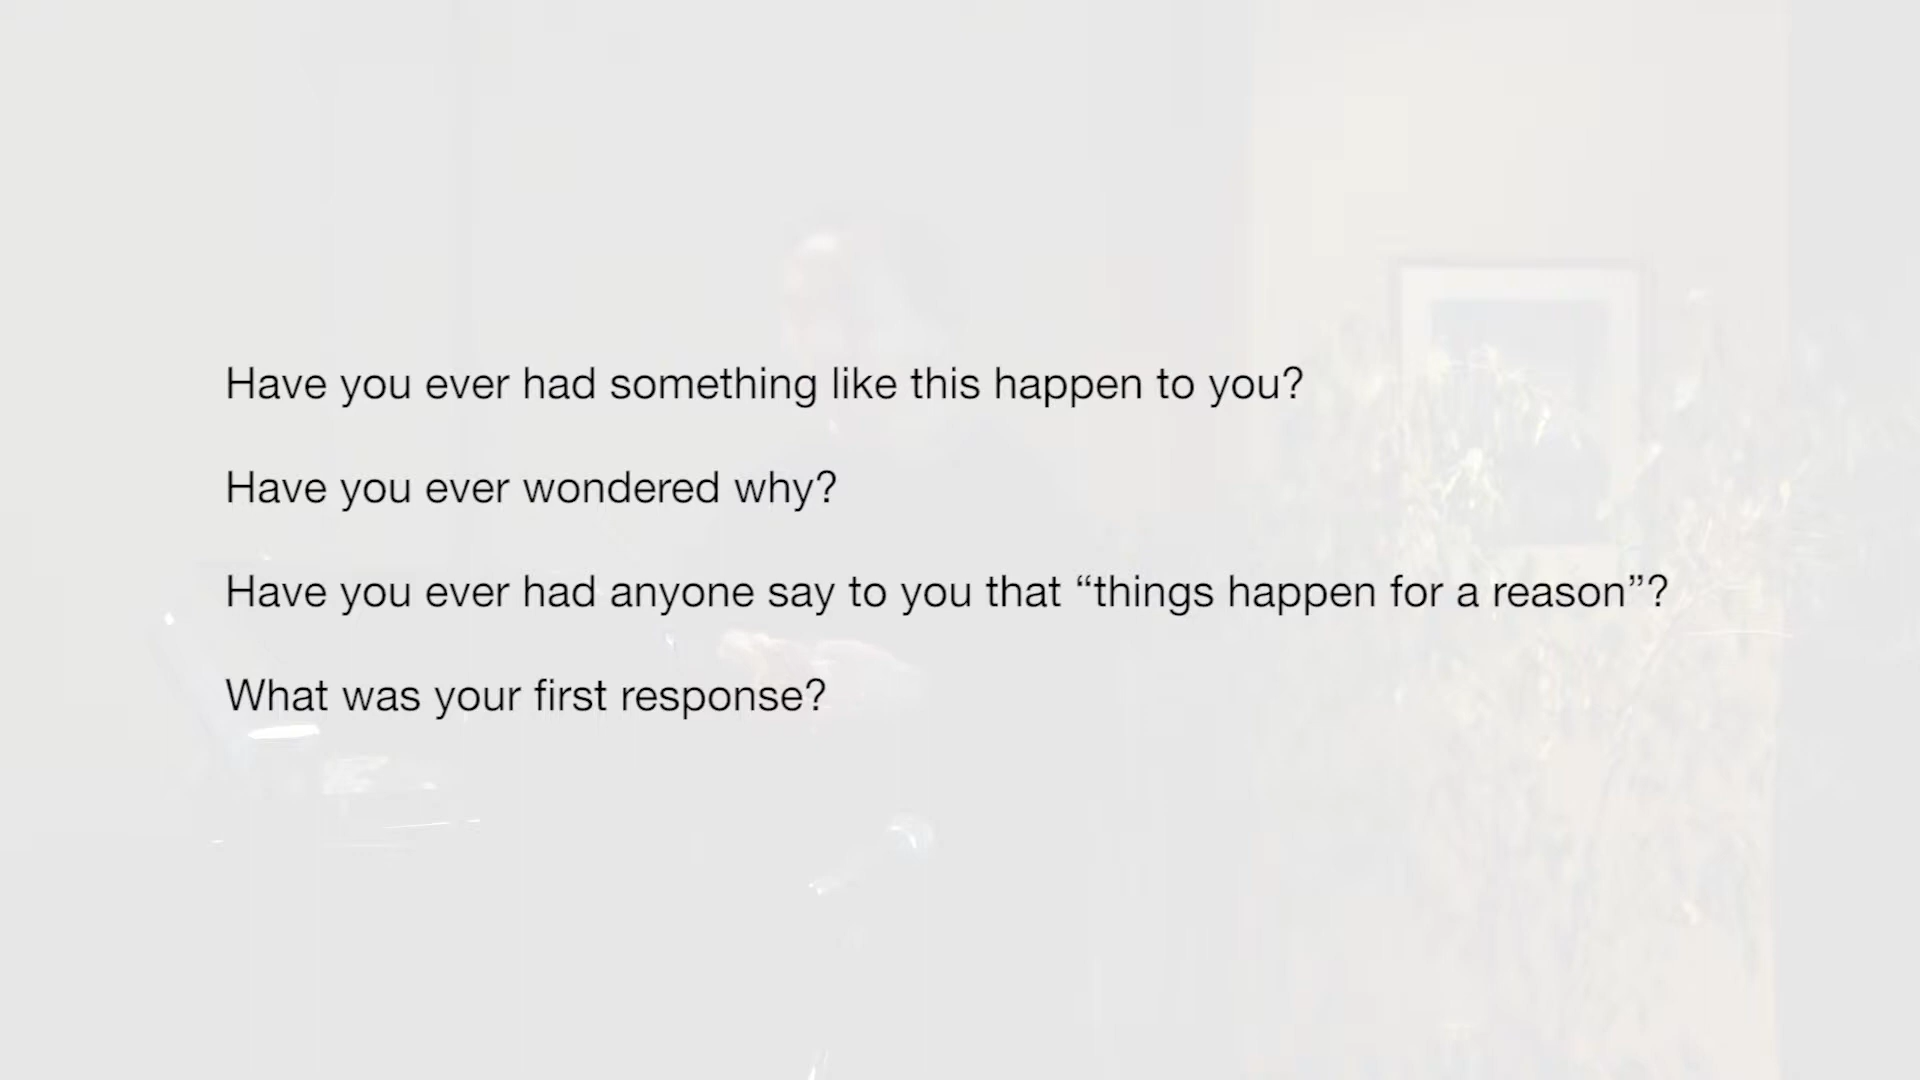 Have you ever had something like this happen to you?
Have you ever wondered why?
Have you ever had anyone say to you that “things happen for a reason”?
What was your first response?